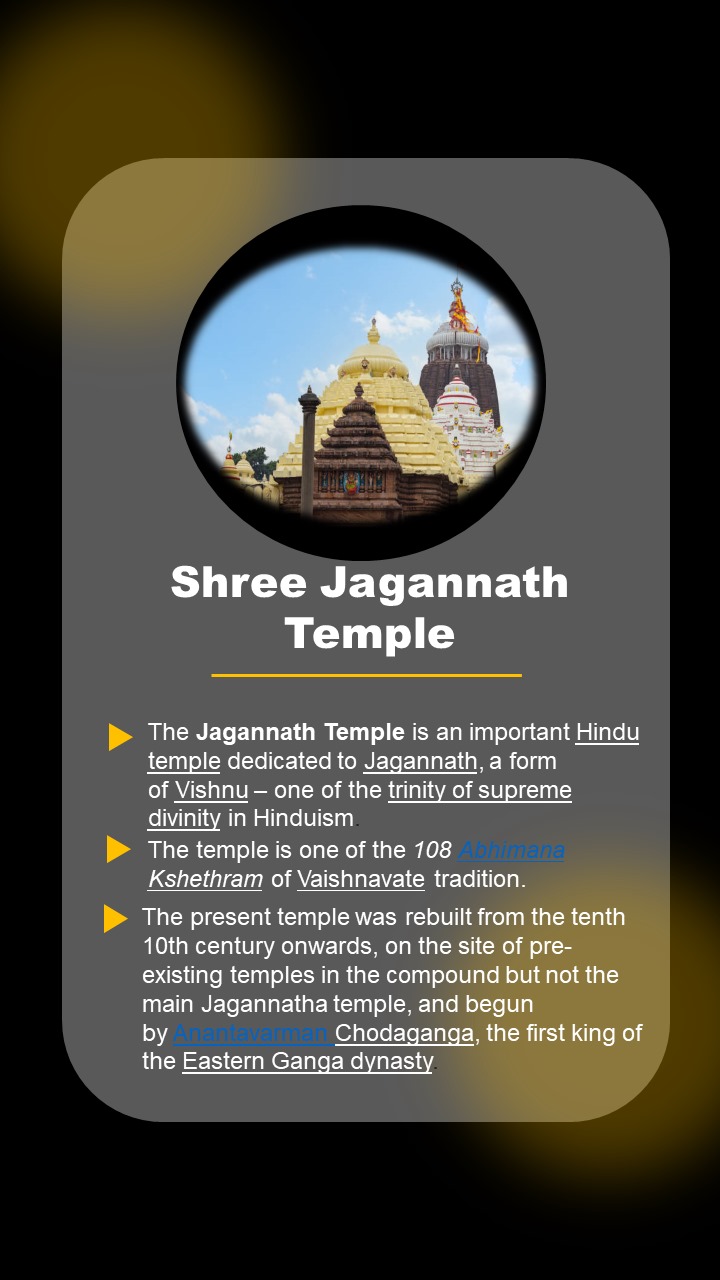 Shree Jagannath
Temple
The Jagannath Temple is an important Hindu
temple dedicated to Jagannath, a form
of Vishnu – one of the trinity of supreme
divinity in Hinduism.
The temple is one of the 108 Abhimana
Kshethram of Vaishnavate tradition.
The present temple was rebuilt from the tenth
10th century onwards, on the site of pre-
existing temples in the compound but not the
main Jagannatha temple, and begun
by Anantavarman Chodaganga, the first king of
the Eastern Ganga dynasty.